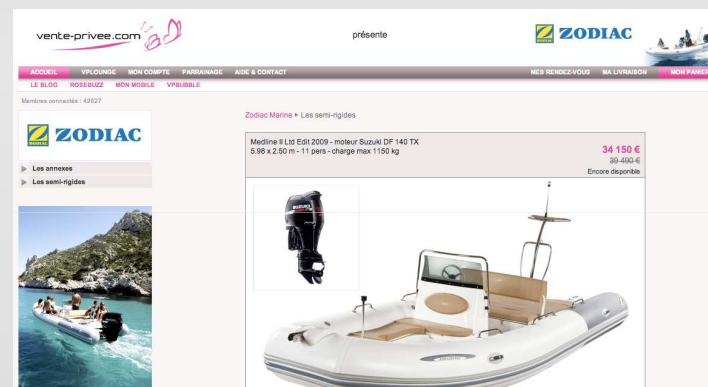 vente-privee.com
présente
ZODIAC
ACCUEIL VPLOUNGE MON COMPTE PARRAINAGE AIDE & CONTACT MES RENDEZ-VOUS MA LIVRAISON MON PANIER
LE BLOG ROSEBUZZ MON MOBILE VPBUBBLE
Membres connectés : 42027
Zodiac Marine Les semi-rigides
ZODIAC
Les annexes
Les semi-rigides
Medline II Ltd Edit 2009 - moteur Suzuki DF 140 TX
5.98 x 2.50 m - 11 pers - charge max 1150 kg
34 150 €
39 490 €
Encore disponible
SUZUKI